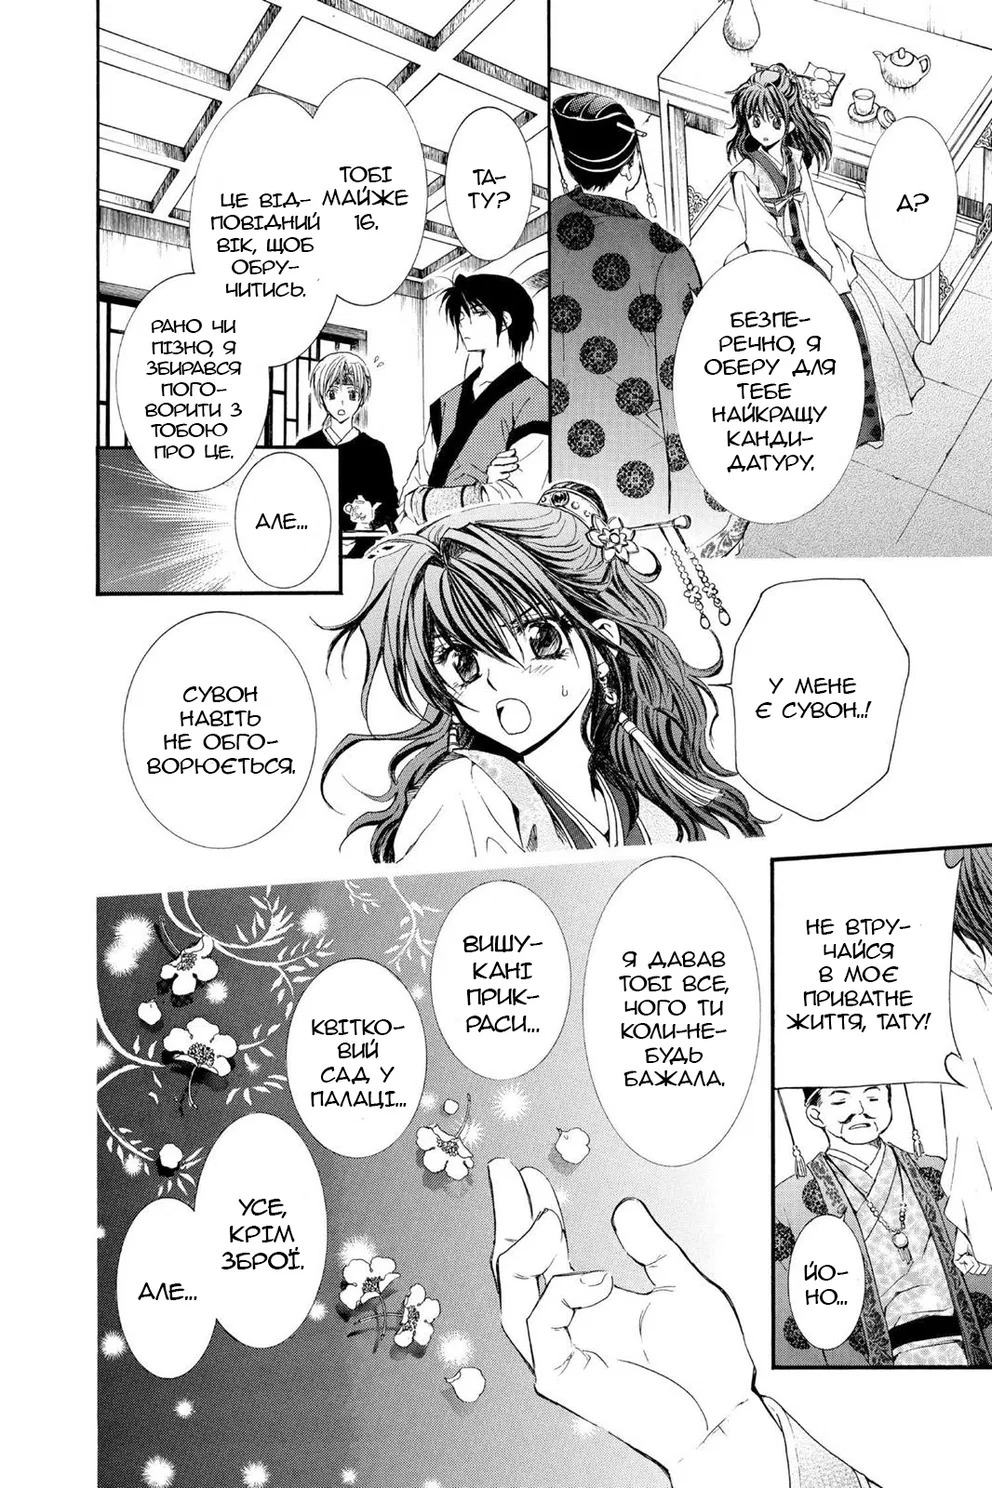 А?
БЕЗПЕ-
РЕЧНО, Я
ОБЕРУ ДЛЯ
ТЕБЕ
НАЙКРАЩУ
КАНДИ-
ДАТУРУ.
ТА-
ТУ?
ТОБІ
МАЙЖЕ
16.
ЦЕ ВІД-
ПОВІДНИЙ
ВІК, ЩОБ
ОБРУ-
ЧИТИСЬ.
РАНО ЧИ
ПІЗНО, Я
ЗБИРАВСЯ
ПОГО-
ВОРИТИ З
ТОБОЮ
ПРО ЦЕ.
АЛЕ...
У МЕНЕ
Є СУВОН..!
СУВОН
НАВІТЬ
НЕ ОБГО-
ВОРЮЄТЬСЯ.
НЕ ВТРУ-
ЧАЙСЯ
В МОЄ
ПРИВАТНЕ
ЖИТТЯ, ТАТУ!
ЙО-
НО...
Я ДАВАВ
ТОБІ ВСЕ,
ЧОГО ТИ
КОЛИ-НЕ-
БУДЬ
БАЖАЛА.
ВИШУ-
КАНІ
ПРИК-
РАСИ...
КВІТКО-
ВИЙ
САД У
ПАЛАЦІ...
УСЕ,
КРІМ
ЗБРОЇ.
АЛЕ...